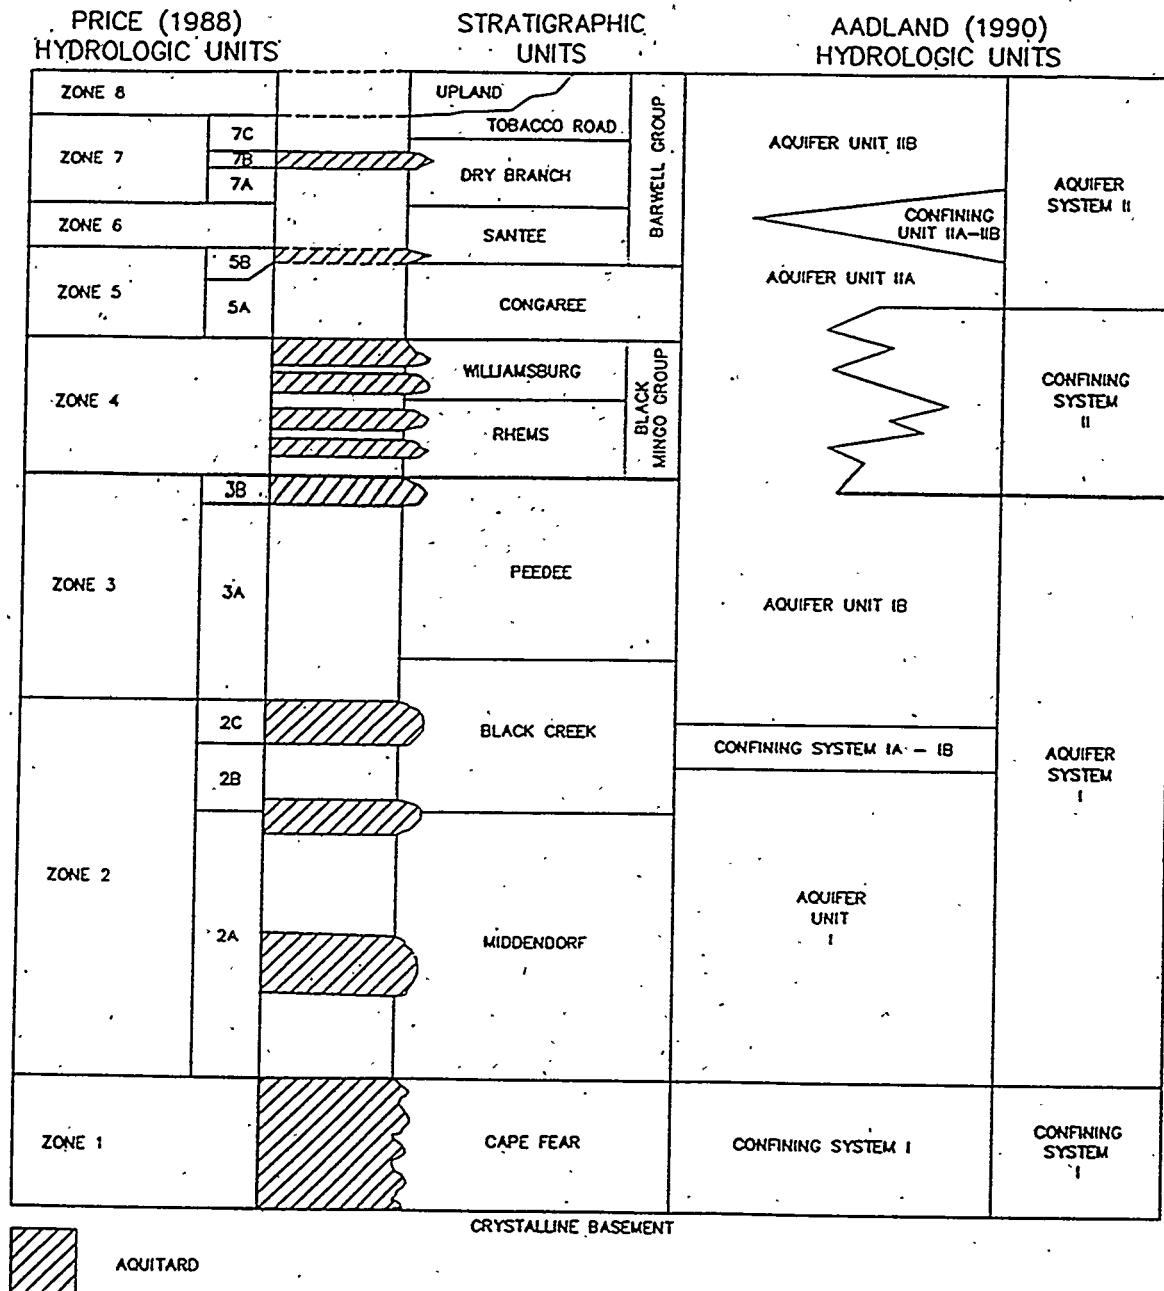 PRICE (1988)
HYDROLOGIC UNITS
STRATIGRAPHIC
UNITS
AADLAND (1990)
HYDROLOGIC UNITS
ZONE 8
ZONE 7
7C
7B
7A
ZONE 6
ZONE 5
5B
5A
ZONE 4
ZONE 3
3B
3A
ZONE 2
2C
2B
2A
ZONE 1
UPLAND
TOBACCO ROAD
DRY BRANCH
SANTEE
BARWELL GROUP
CONGAREE
WILLIAMSBURG
RHEMS
BLACK
MINGO GROUP
PEEDEE
BLACK CREEK
MIDDENDORF
CAPE FEAR
CRYSTALLINE BASEMENT
AQUIFER UNIT IIB
CONFINING
UNIT IIA-IIB
AQUIFER UNIT IIA
AQUIFER UNIT IB
CONFINING SYSTEM IA - IB
AQUIFER
UNIT
I
CONFINING SYSTEM I
AQUIFER
SYSTEM II
CONFINING
SYSTEM
II
AQUIFER
SYSTEM
I
CONFINING
SYSTEM
I
AQUITARD